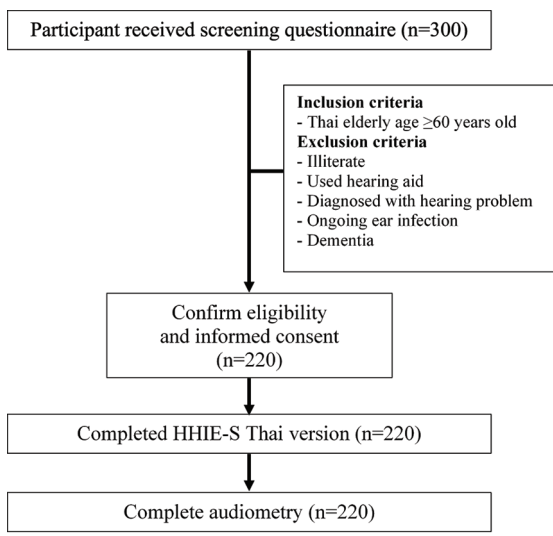 Participant received screening questionnaire (n=300)
Inclusion criteria
- Thai elderly age ≥60 years old
Exclusion criteria
- Illiterate
- Used hearing aid
- Diagnosed with hearing problem
- Ongoing ear infection
- Dementia
Confirm eligibility
and informed consent
(n=220)
Completed HHIE-S Thai version (n=220)
Complete audiometry (n=220)